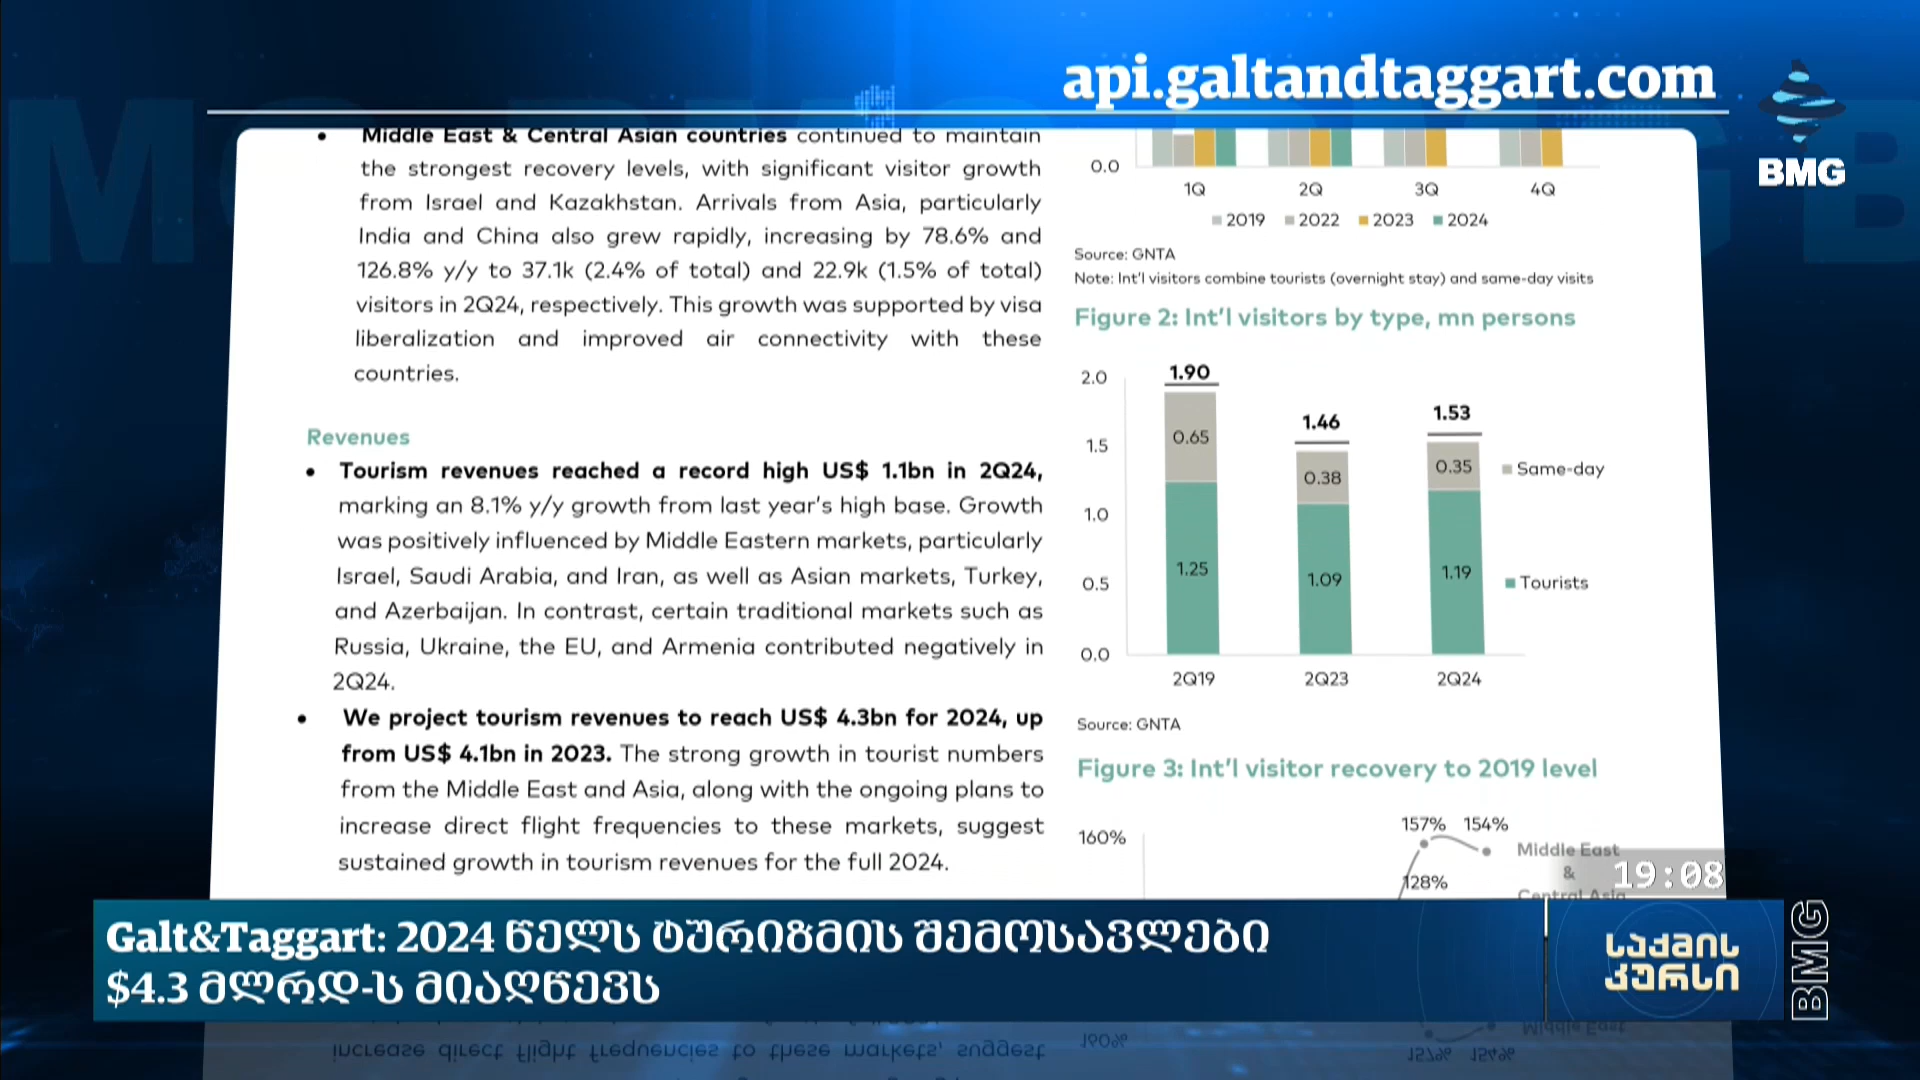 api.galtandtaggart.com
BMG
• Middle East & Central Asian countries continued to maintain
the strongest recovery levels, with significant visitor growth
from Israel and Kazakhstan. Arrivals from Asia, particularly
India and China also grew rapidly, increasing by 78.6% and
126.8% y/y to 37.1k (2.4% of total) and 22.9k (1.5% of total)
visitors in 2Q24, respectively. This growth was supported by visa
liberalization and improved air connectivity with these
countries.
Revenues
• Tourism revenues reached a record high US$ 1.1bn in 2Q24,
marking an 8.1% y/y growth from last year's high base. Growth
was positively influenced by Middle Eastern markets, particularly
Israel, Saudi Arabia, and Iran, as well as Asian markets, Turkey,
and Azerbaijan. In contrast, certain traditional markets such as
Russia, Ukraine, the EU, and Armenia contributed negatively in
2Q24.
• We project tourism revenues to reach US$ 4.3bn for 2024, up
from US$ 4.1bn in 2023. The strong growth in tourist numbers
from the Middle East and Asia, along with the ongoing plans to
increase direct flight frequencies to these markets, suggest
sustained growth in tourism revenues for the full 2024.
0.0
1Q 2Q 3Q 4Q
2019 2022 2023 2024
Source: GNTA
Note: Int'l visitors combine tourists (overnight stay) and same-day visits
Figure 2: Int'l visitors by type, mn persons
2.0 1.90
1.46 1.53
1.5 0.65
0.38 0.35 Same-day
1.0
0.5 1.25 1.09 1.19 Tourists
0.0
2Q19 2Q23 2Q24
Source: GNTA
Figure 3: Int'l visitor recovery to 2019 level
160% 157% 154% Middle East
&
128% Central Asia
19:08
Galt&Taggart: 2024 წელს ტურიზმის შემოსავლები
$4.3 მლრდ-ს მიაღწევს
საქმის
კურსი
BMG